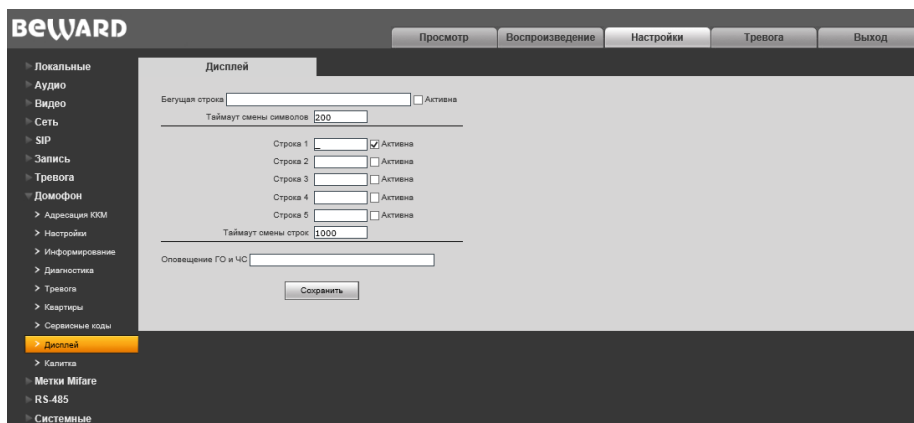 BEWARD
Просмотр
Воспроизведение
Настройки
Тревога
Выход
Локальные
Аудио
Видео
Сеть
SIP
Запись
Тревога
Домофон
Адресация ККМ
Настройки
Информирование
Диагностика
Тревога
Квартиры
Сервисные коды
Дисплей
Калитка
Метки Mifare
RS-485
Системные
Дисплей
Бегущая строка Активна
Таймаут смены символов 200
Строка 1 _ Активна
Строка 2 Активна
Строка 3 Активна
Строка 4 Активна
Строка 5 Активна
Таймаут смены строк 1000
Оповещение ГО и ЧС
Сохранить